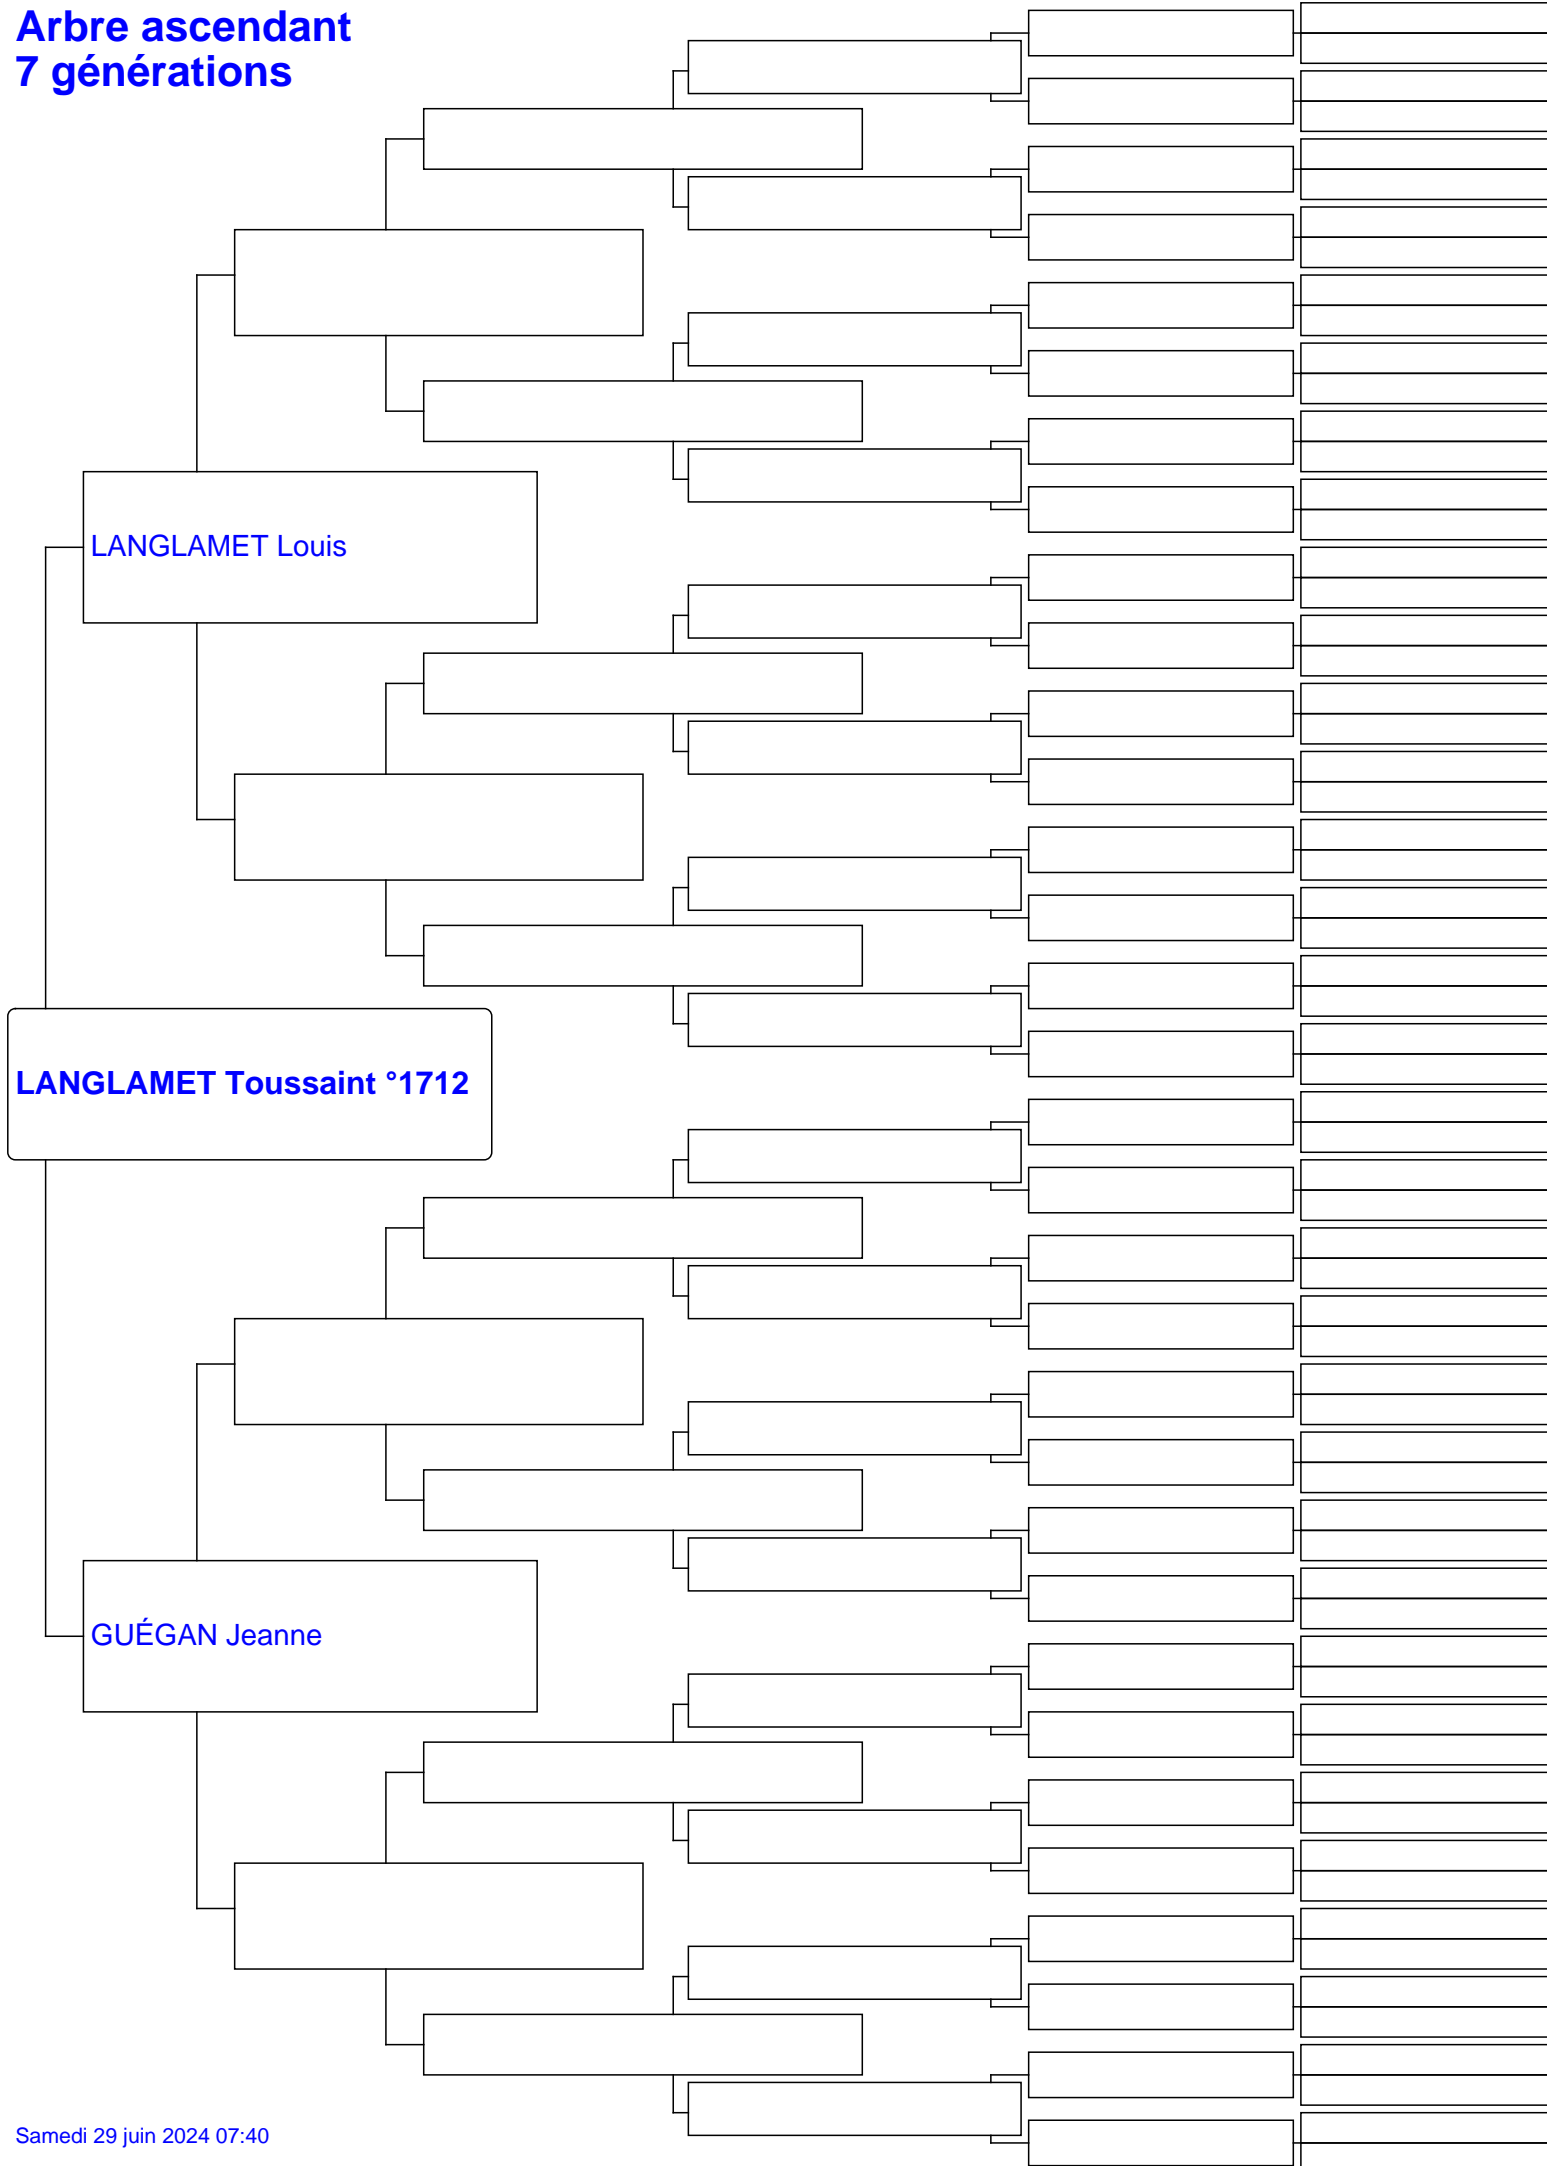 Arbre ascendant
7 générations
LANGLAMET Louis
LANGLAMET Toussaint °1712
GUÉGAN Jeanne
Samedi 29 juin 2024 07:40